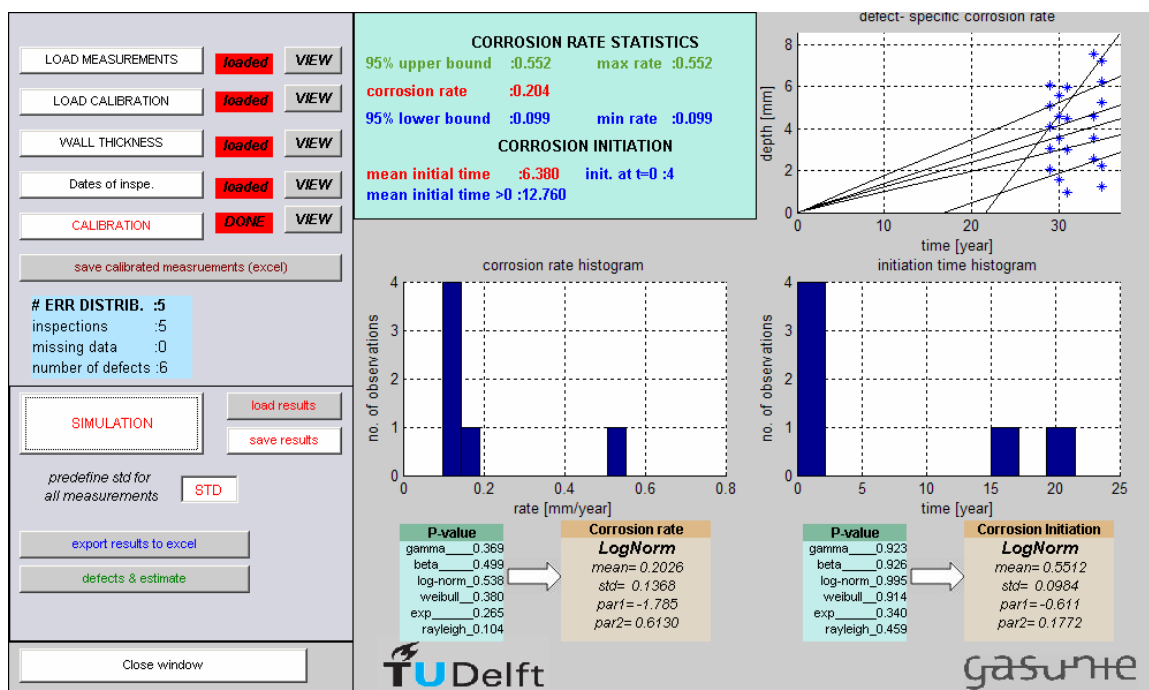 LOAD MEASUREMENTS loaded VIEW
LOAD CALIBRATION loaded VIEW
WALL THICKNESS loaded VIEW
Dates of inspe. loaded VIEW
CALIBRATION DONE VIEW
save calibrated measruements (excel)
# ERR DISTRIB. :5
inspections :5
missing data :0
number of defects :6
SIMULATION
load results
save results
predefine std for
all measurements
STD
export results to excel
defects & estimate
Close window
CORROSION RATE STATISTICS
95% upper bound :0.552 max rate :0.552
corrosion rate :0.204
95% lower bound :0.099 min rate :0.099
CORROSION INITIATION
mean initial time :6.380 init. at t=0 :4
mean initial time >0 :12.760
defect- specific corrosion rate
depth [mm]
8
6
4
2
0
0 10 20 30
time [year]
corrosion rate histogram
no. of observations
4
3
2
1
0
0 0.2 0.4 0.6 0.8
rate [mm/year]
initiation time histogram
no. of observations
4
3
2
1
0
0 5 10 15 20 25
time [year]
P-value
gamma____0.369
beta____0.499
log-norm_0.538
weibull__0.380
exp______0.265
rayleigh_0.104
Corrosion rate
LogNorm
mean= 0.2026
std= 0.1368
par1=-1.785
par2= 0.6130
P-value
gamma____0.923
beta____0.926
log-norm_0.995
weibull__0.914
exp______0.340
rayleigh_0.459
Corrosion Initiation
LogNorm
mean= 0.5512
std= 0.0984
par1=-0.611
par2= 0.1772
TU Delft
gasunie